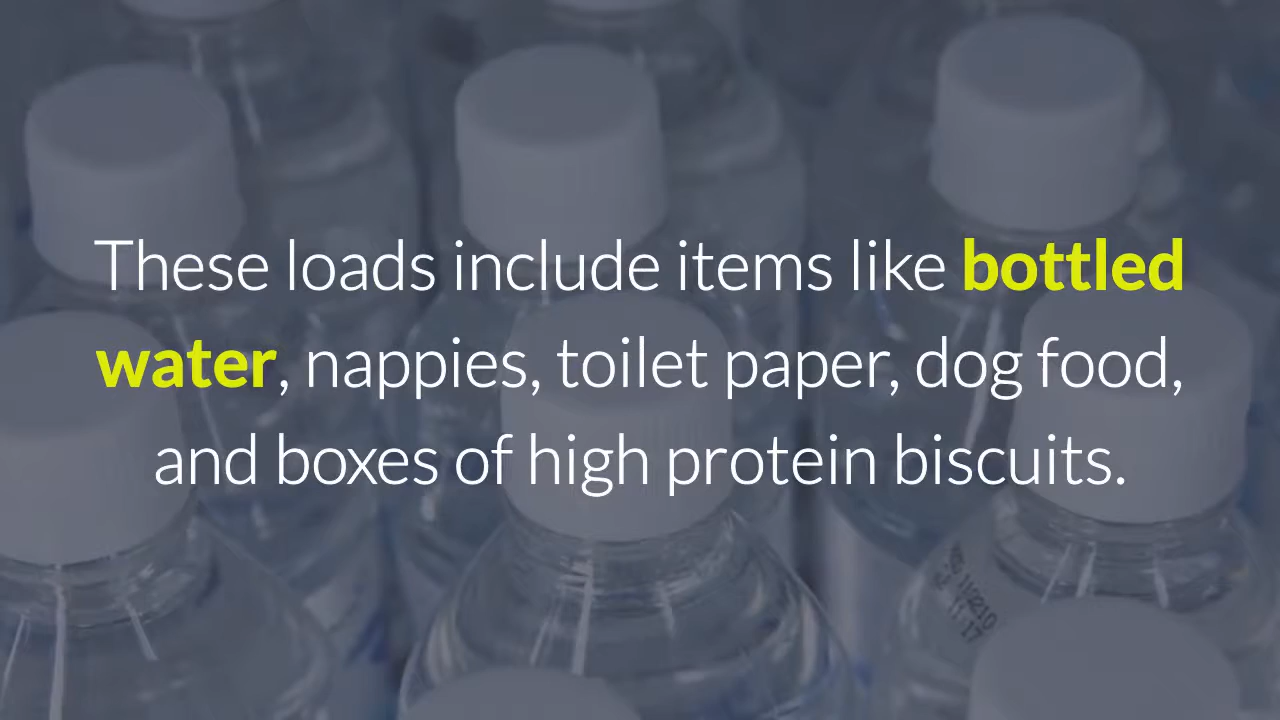 These loads include items like bottled
water, nappies, toilet paper, dog food,
and boxes of high protein biscuits.